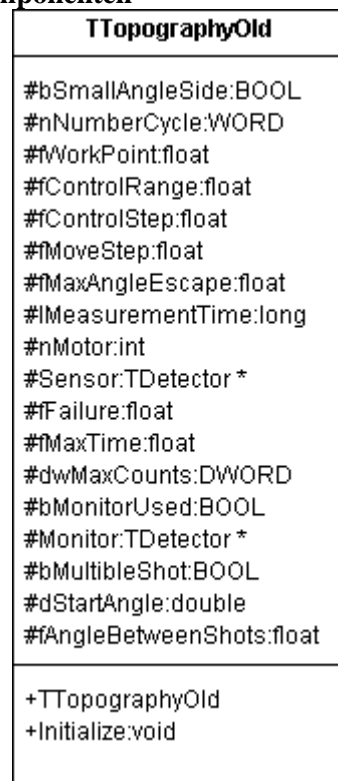 nponenten
TTopographyOld
#bSmallAngleSide:BOOL
#nNumberCycle:WORD
#fWorkPoint:float
#fControlRange:float
#fControlStep:float
#fMoveStep:float
#fMaxAngleEscape:float
#lMeasurementTime:long
#nMotor:int
#Sensor:TDetector *
#fFailure:float
#fMaxTime:float
#dwMaxCounts:DWORD
#bMonitorUsed:BOOL
#Monitor:TDetector *
#bMultibleShot:BOOL
#dStartAngle:double
#fAngleBetweenShots:float
+TTopographyOld
+Initialize:void